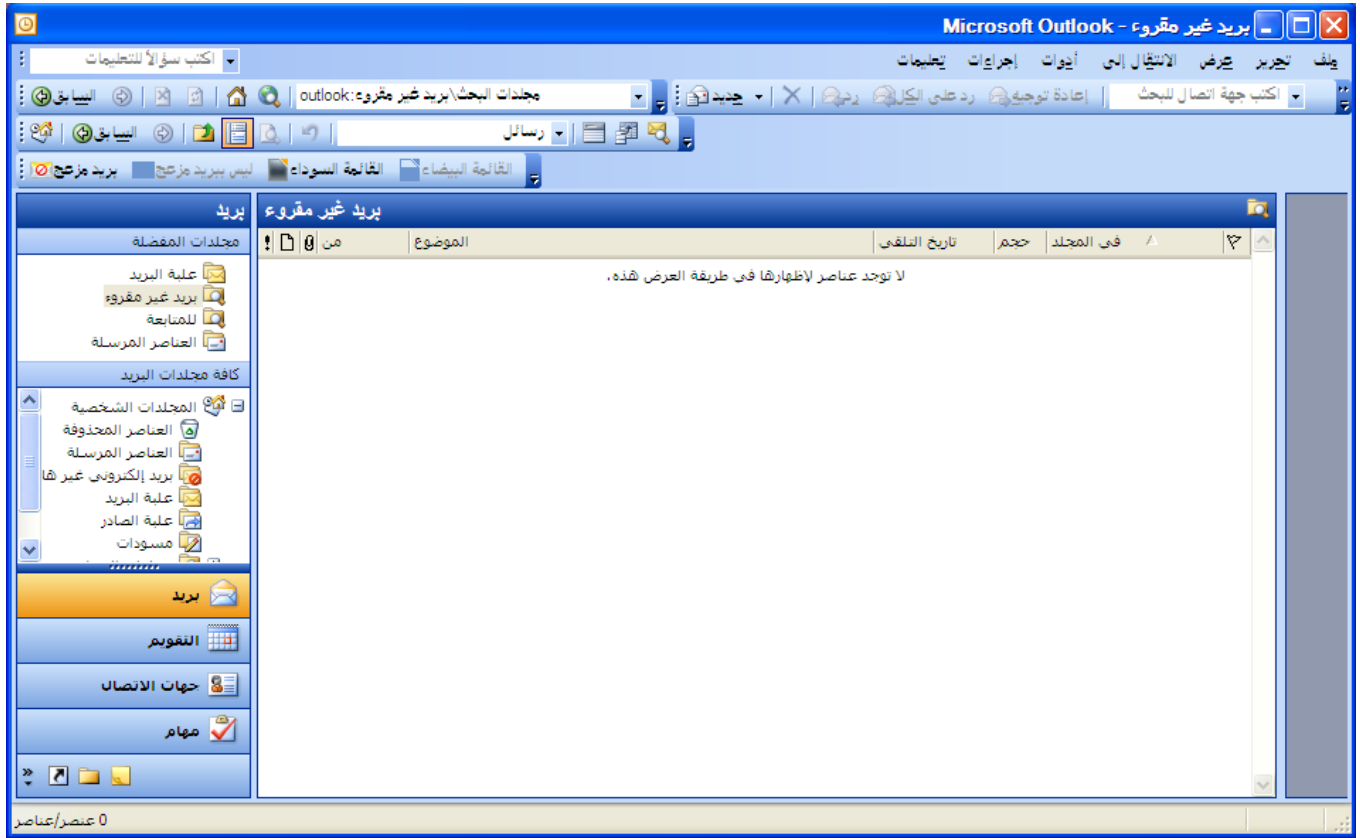 بريد غير مقروء - Microsoft Outlook
ملف تحرير عرض الانتقال إلى أدوات إجراءات تعليمات
اكتب سؤالاً للتعليمات
جديد رد رد على الكل إعادة توجيه اكتب جهة اتصال للبحث
السابق outlook:مجلدات البحث\بريد غير مقروء
السابق رسائل
بريد مزعج ليس ببريد مزعج القائمة السوداء القائمة البيضاء
بريد
بريد غير مقروء
مجلدات المفضلة
من الموضوع تاريخ التلقي حجم في المجلد
لا توجد عناصر لإظهارها في طريقة العرض هذه.
علبة البريد
بريد غير مقروء
للمتابعة
العناصر المرسلة
كافة مجلدات البريد
المجلدات الشخصية
العناصر المحذوفة
العناصر المرسلة
بريد إلكتروني غير ها
علبة البريد
علبة الصادر
مسودات
بريد
التقويم
جهات الاتصال
مهام
0 عنصر/عناصر